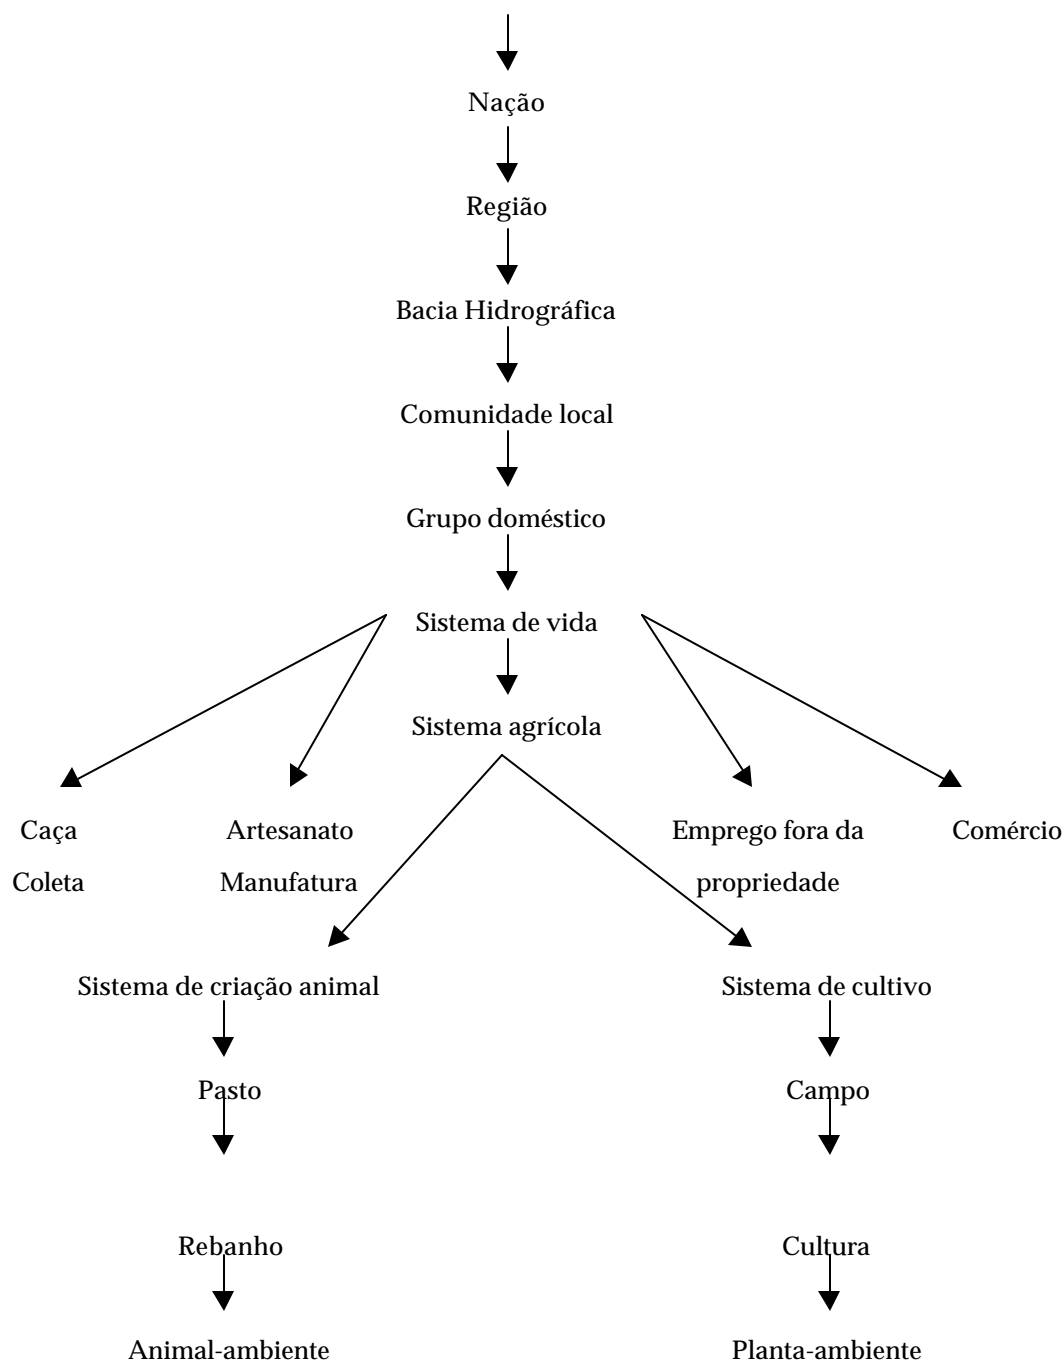 Nação
Região
Bacia Hidrográfica
Comunidade local
Grupo doméstico
Sistema de vida
Sistema agrícola
Caça
Coleta
Artesanato
Manufatura
Emprego fora da
propriedade
Comércio
Sistema de criação animal
Sistema de cultivo
Pasto
Campo
Rebanho
Cultura
Animal-ambiente
Planta-ambiente